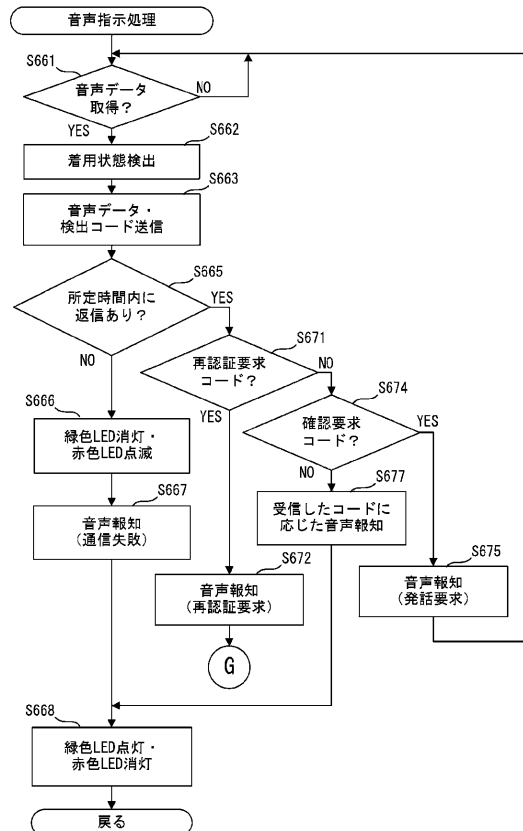 音声指示処理
S661
音声データ
取得?
NO
YES
S662
着用状態検出
S663
音声データ・
検出コード送信
S665
所定時間内に
返信あり?
YES
NO
S671
再認証要求
コード?
NO
YES
S674
確認要求
コード?
YES
NO
S666
緑色LED消灯・
赤色LED点滅
S667
音声報知
(通信失敗)
S677
受信したコードに
応じた音声報知
S672
音声報知
(再認証要求)
S675
音声報知
(発話要求)
G
S668
緑色LED点灯・
赤色LED消灯
戻る